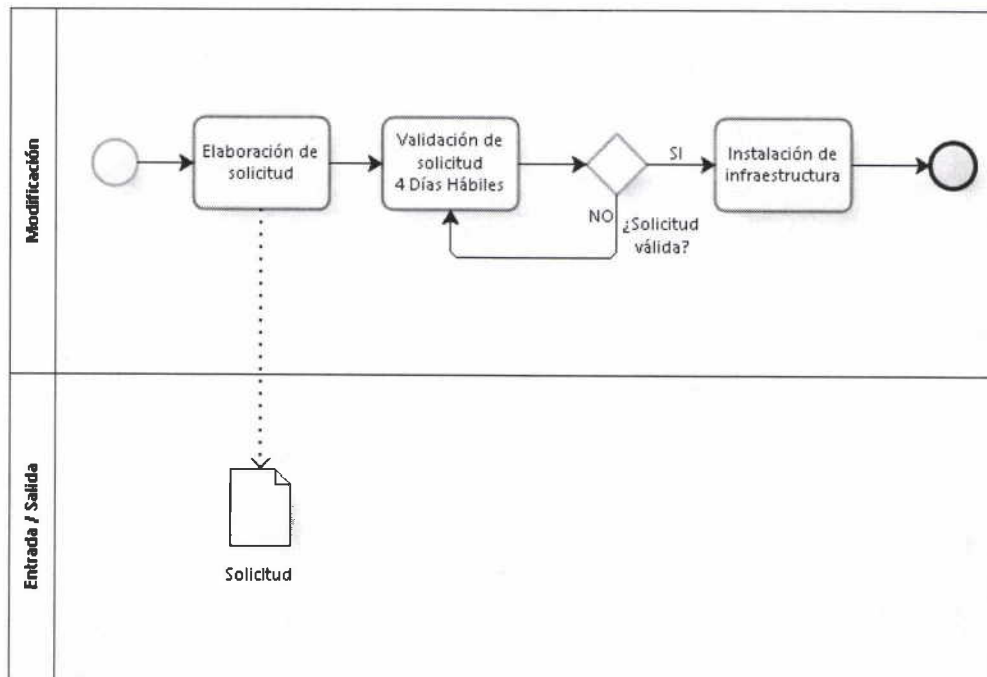 Modificación
Elaboración de
solicitud
Validación de
solicitud
4 Días Hábiles
SI
NO
¿Solicitud
válida?
Instalación de
infraestructura
Entrada / Salida
Solicitud